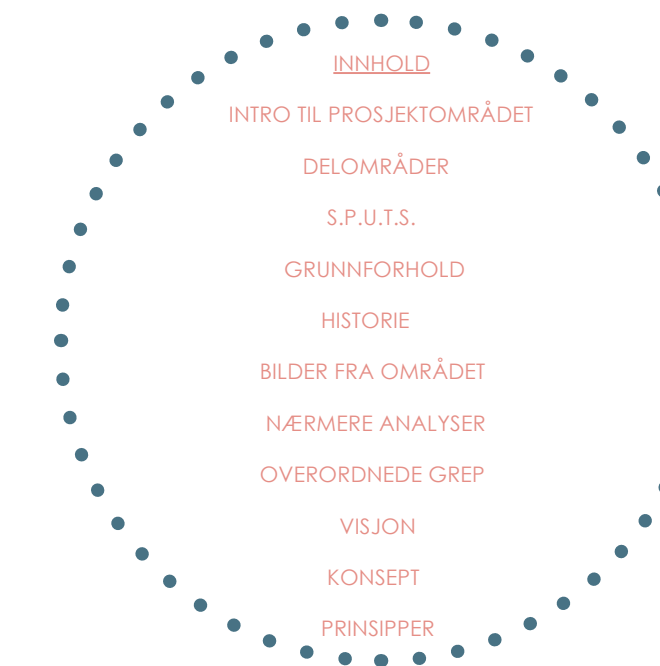 INNHOLD
INTRO TIL PROSJEKTOMRÅDET
DELOMRÅDER
S.P.U.T.S.
GRUNNFORHOLD
HISTORIE
BILDER FRA OMRÅDET
NÆRMERE ANALYSER
OVERORDNEDE GREP
VISJON
KONSEPT
PRINSIPPER